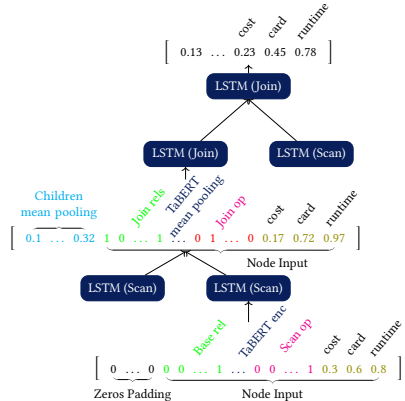 cost card runtime
[ 0.13 ... 0.23 0.45 0.78 ]
LSTM (Join)
LSTM (Join) LSTM (Scan)
Children
mean pooling
Join rels
TaBERT
mean pooling
Join op
cost card runtime
[ 0.1 ... 0.32 1 0 ... 1 ... 0 1 ... 0 0.17 0.72 0.97 ]
Node Input
LSTM (Scan) LSTM (Scan)
Base rel TaBERT enc Scan op cost card runtime
[ 0 ... 0 0 0 ... 1 ... 0 0 ... 1 0.3 0.6 0.8 ]
Zeros Padding Node Input